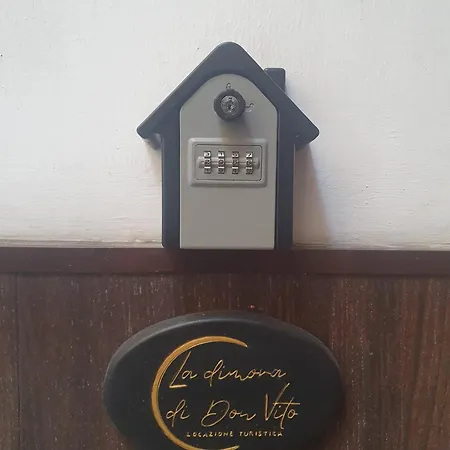 La dimora
di Don Vito
LOCAZIONE TURISTICA